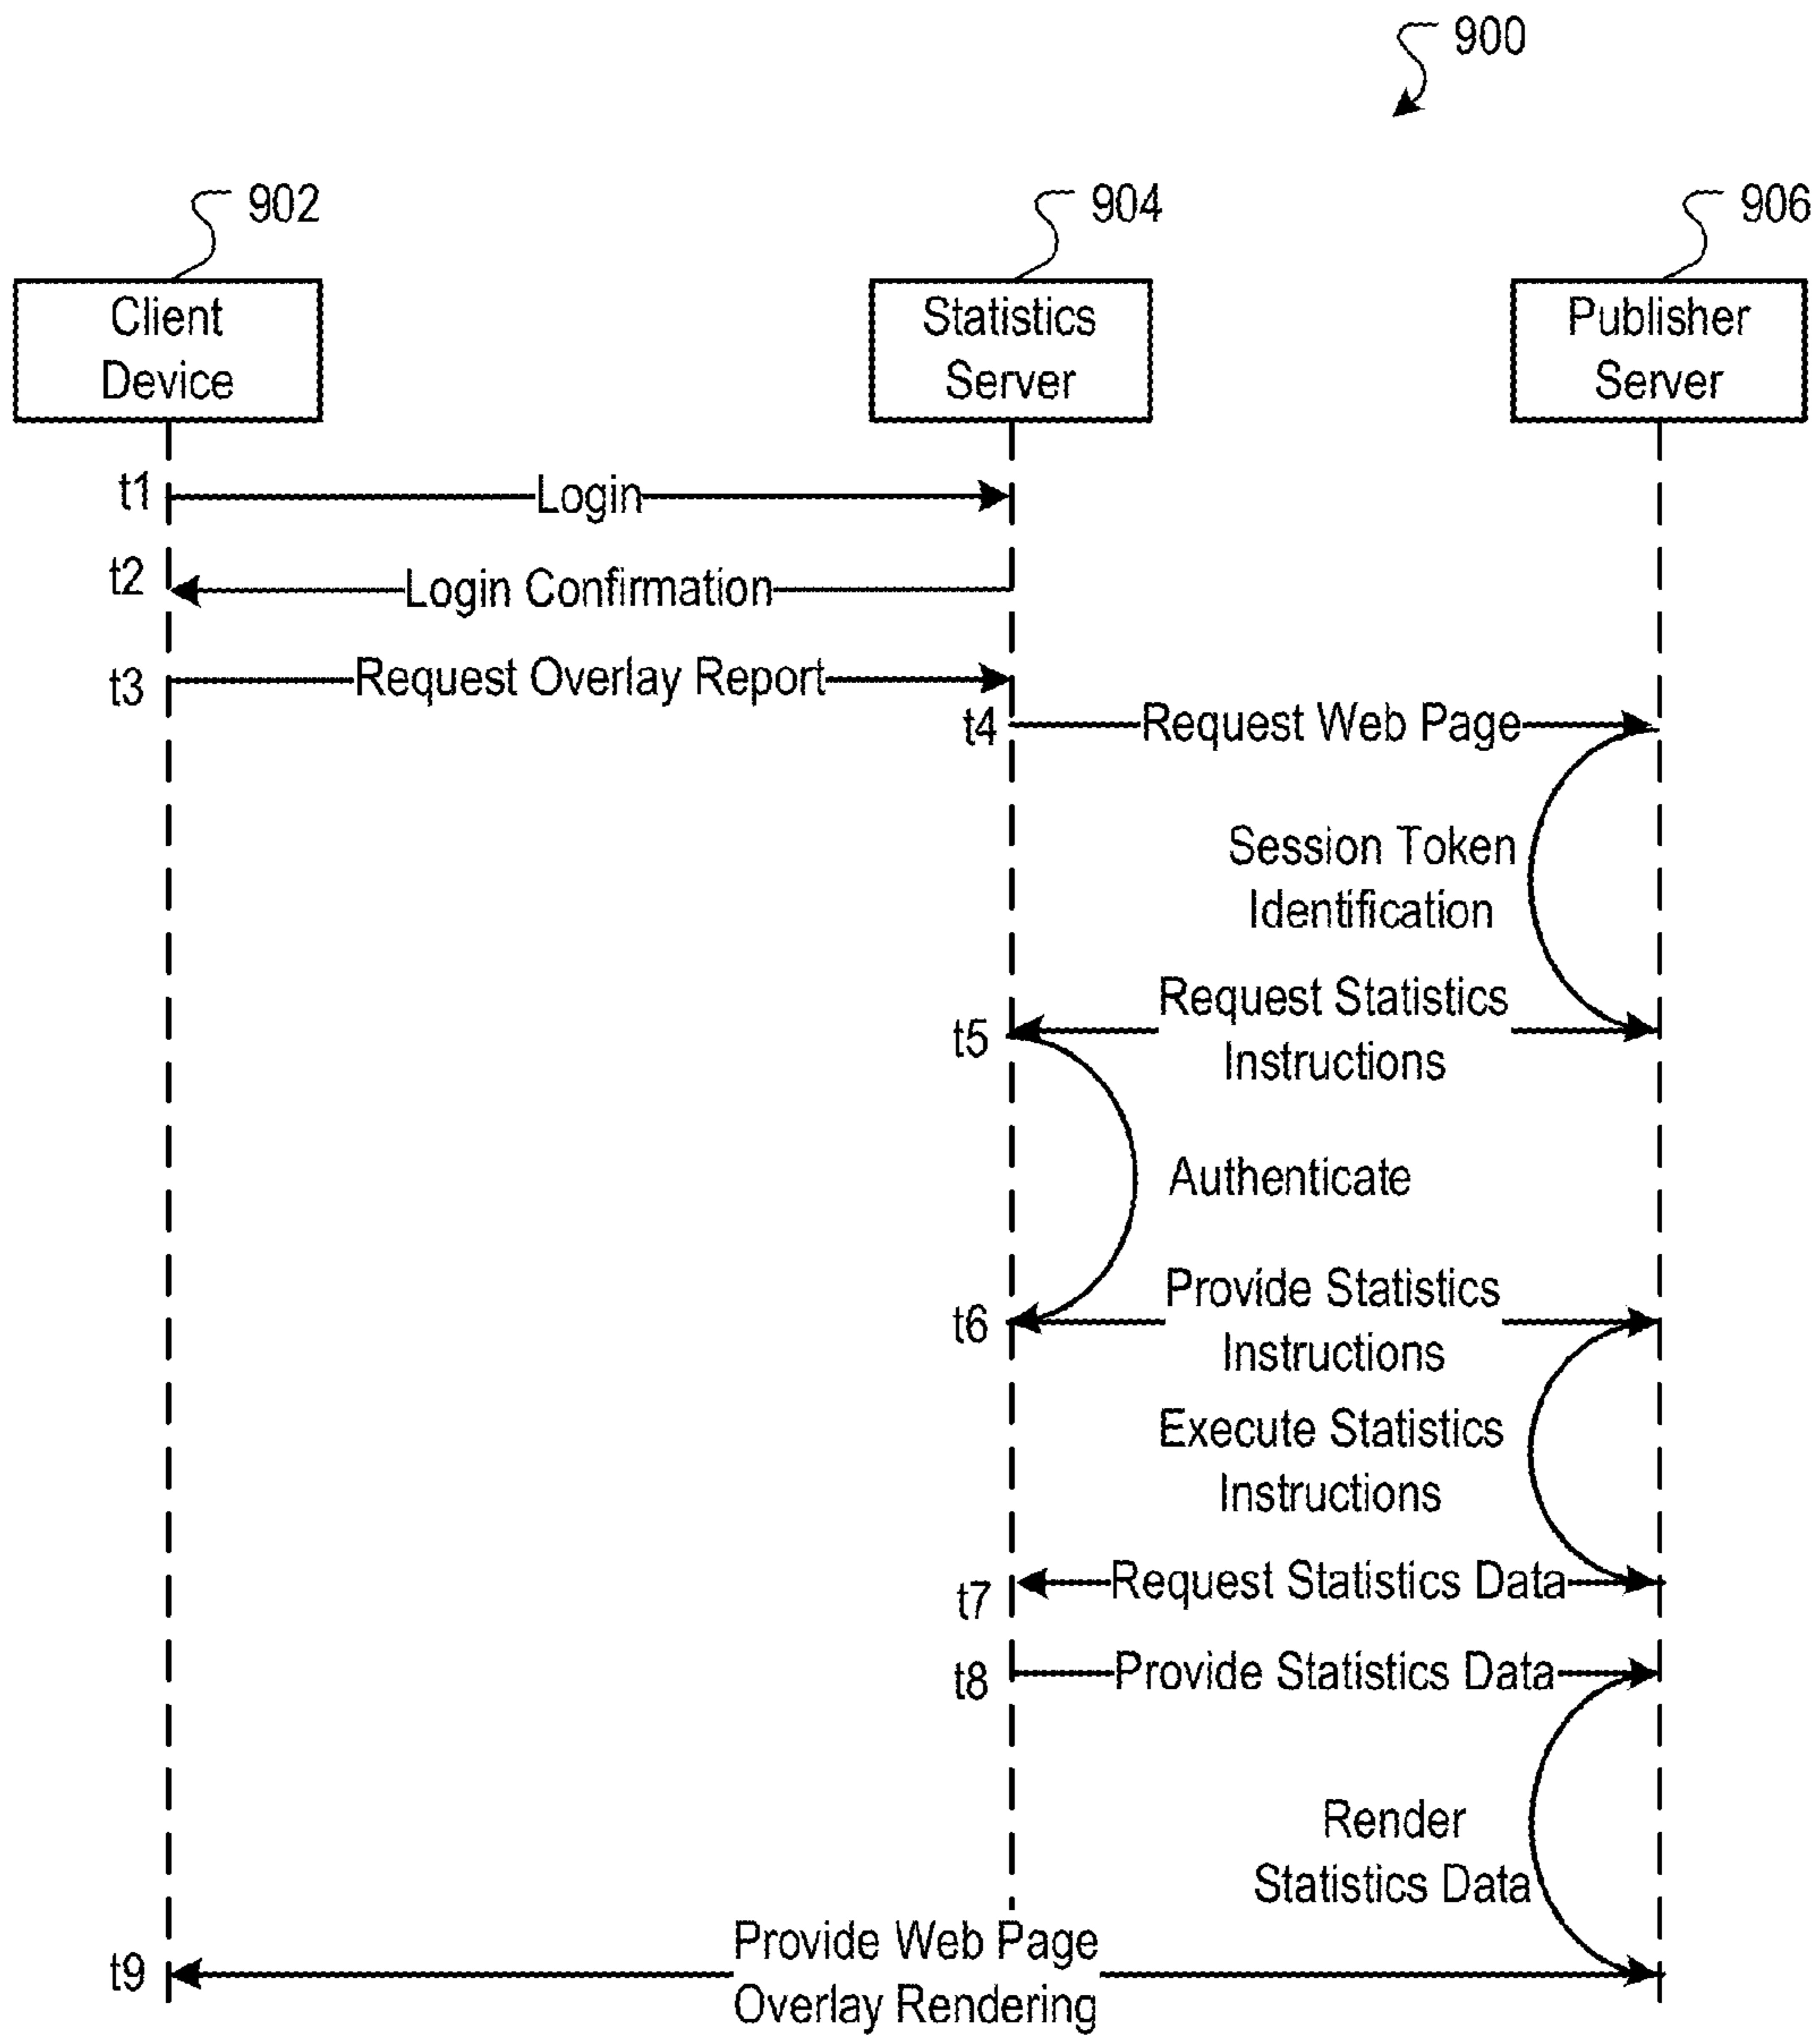 900
902
904
906
Client
Device
Statistics
Server
Publisher
Server
t1
Login
t2
Login Confirmation
t3
Request Overlay Report
t4
Request Web Page
Session Token
Identification
t5
Request Statistics
Instructions
Authenticate
t6
Provide Statistics
Instructions
Execute Statistics
Instructions
t7
Request Statistics Data
t8
Provide Statistics Data
Render
Statistics Data
t9
Provide Web Page
Overlay Rendering